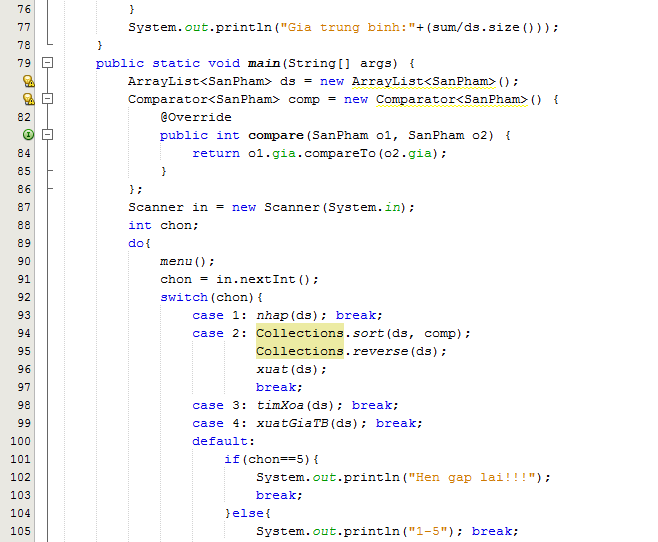 76 }
77 System.out.println("Gia trung binh:"+(sum/ds.size()));
78 }
79 public static void main(String[] args) {
ArrayList<SanPham> ds = new ArrayList<SanPham>();
Comparator<SanPham> comp = new Comparator<SanPham>() {
82 @Override
public int compare(SanPham o1, SanPham o2) {
84 return o1.gia.compareTo(o2.gia);
85 }
86 };
87 Scanner in = new Scanner(System.in);
88 int chon;
89 do{
90 menu();
91 chon = in.nextInt();
92 switch(chon){
93 case 1: nhap(ds); break;
94 case 2: Collections.sort(ds, comp);
95 Collections.reverse(ds);
96 xuat(ds);
97 break;
98 case 3: timXoa(ds); break;
99 case 4: xuatGiaTB(ds); break;
100 default:
101 if(chon==5){
102 System.out.println("Hen gap lai!!!");
103 break;
104 }else{
105 System.out.println("1-5"); break;